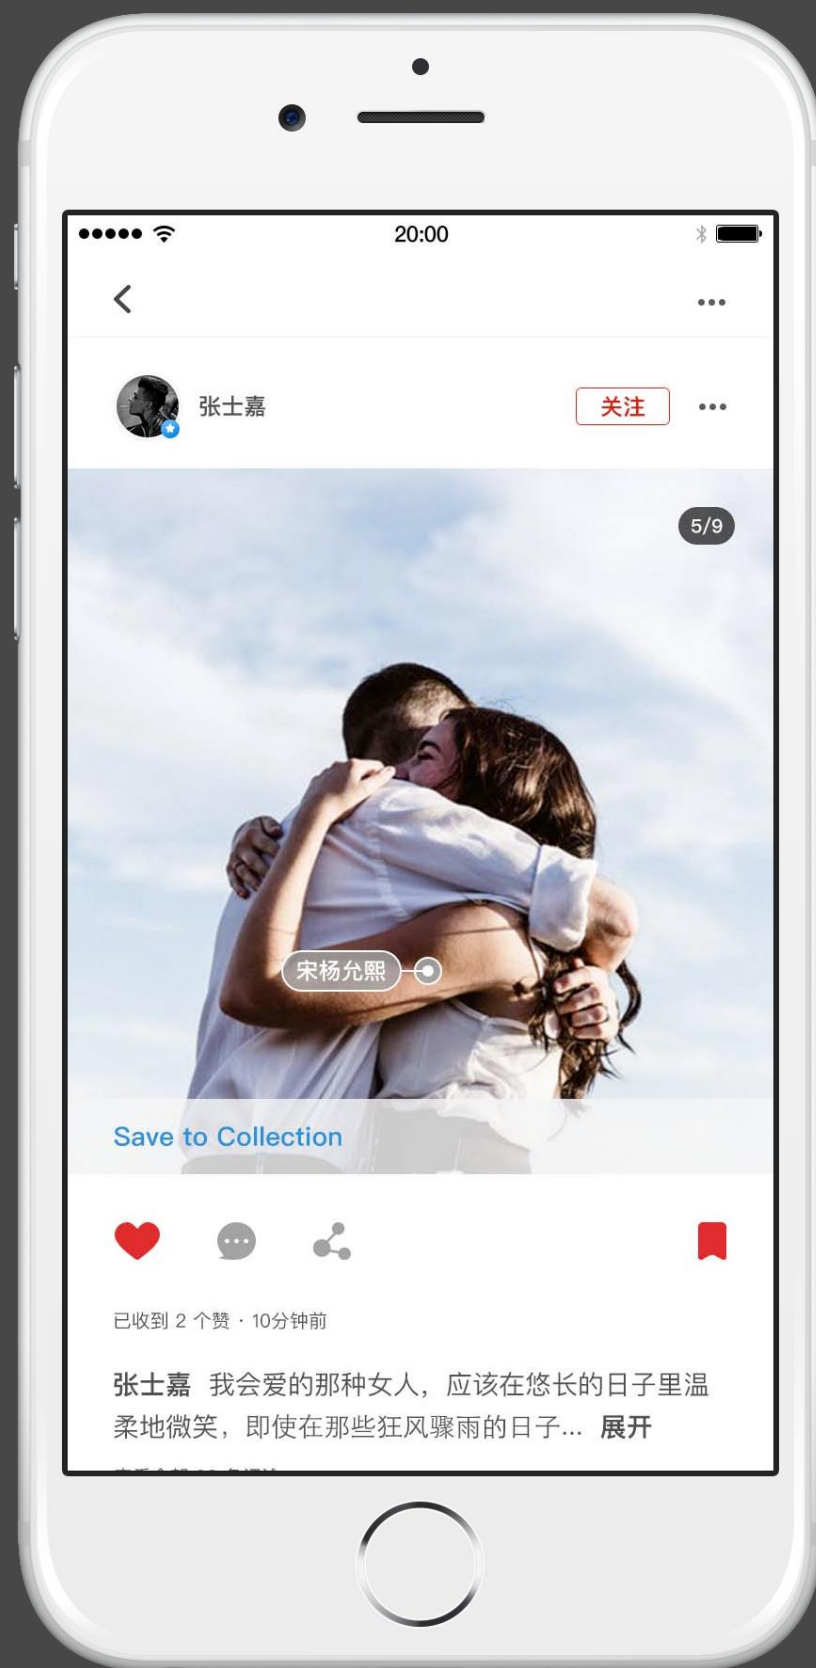 20:00
张士嘉
关注
5/9
宋杨允熙
Save to Collection
已收到 2 个赞 · 10分钟前
张士嘉 我会爱的那种女人，应该在悠长的日子里温
柔地微笑，即使在那些狂风骤雨的日子... 展开